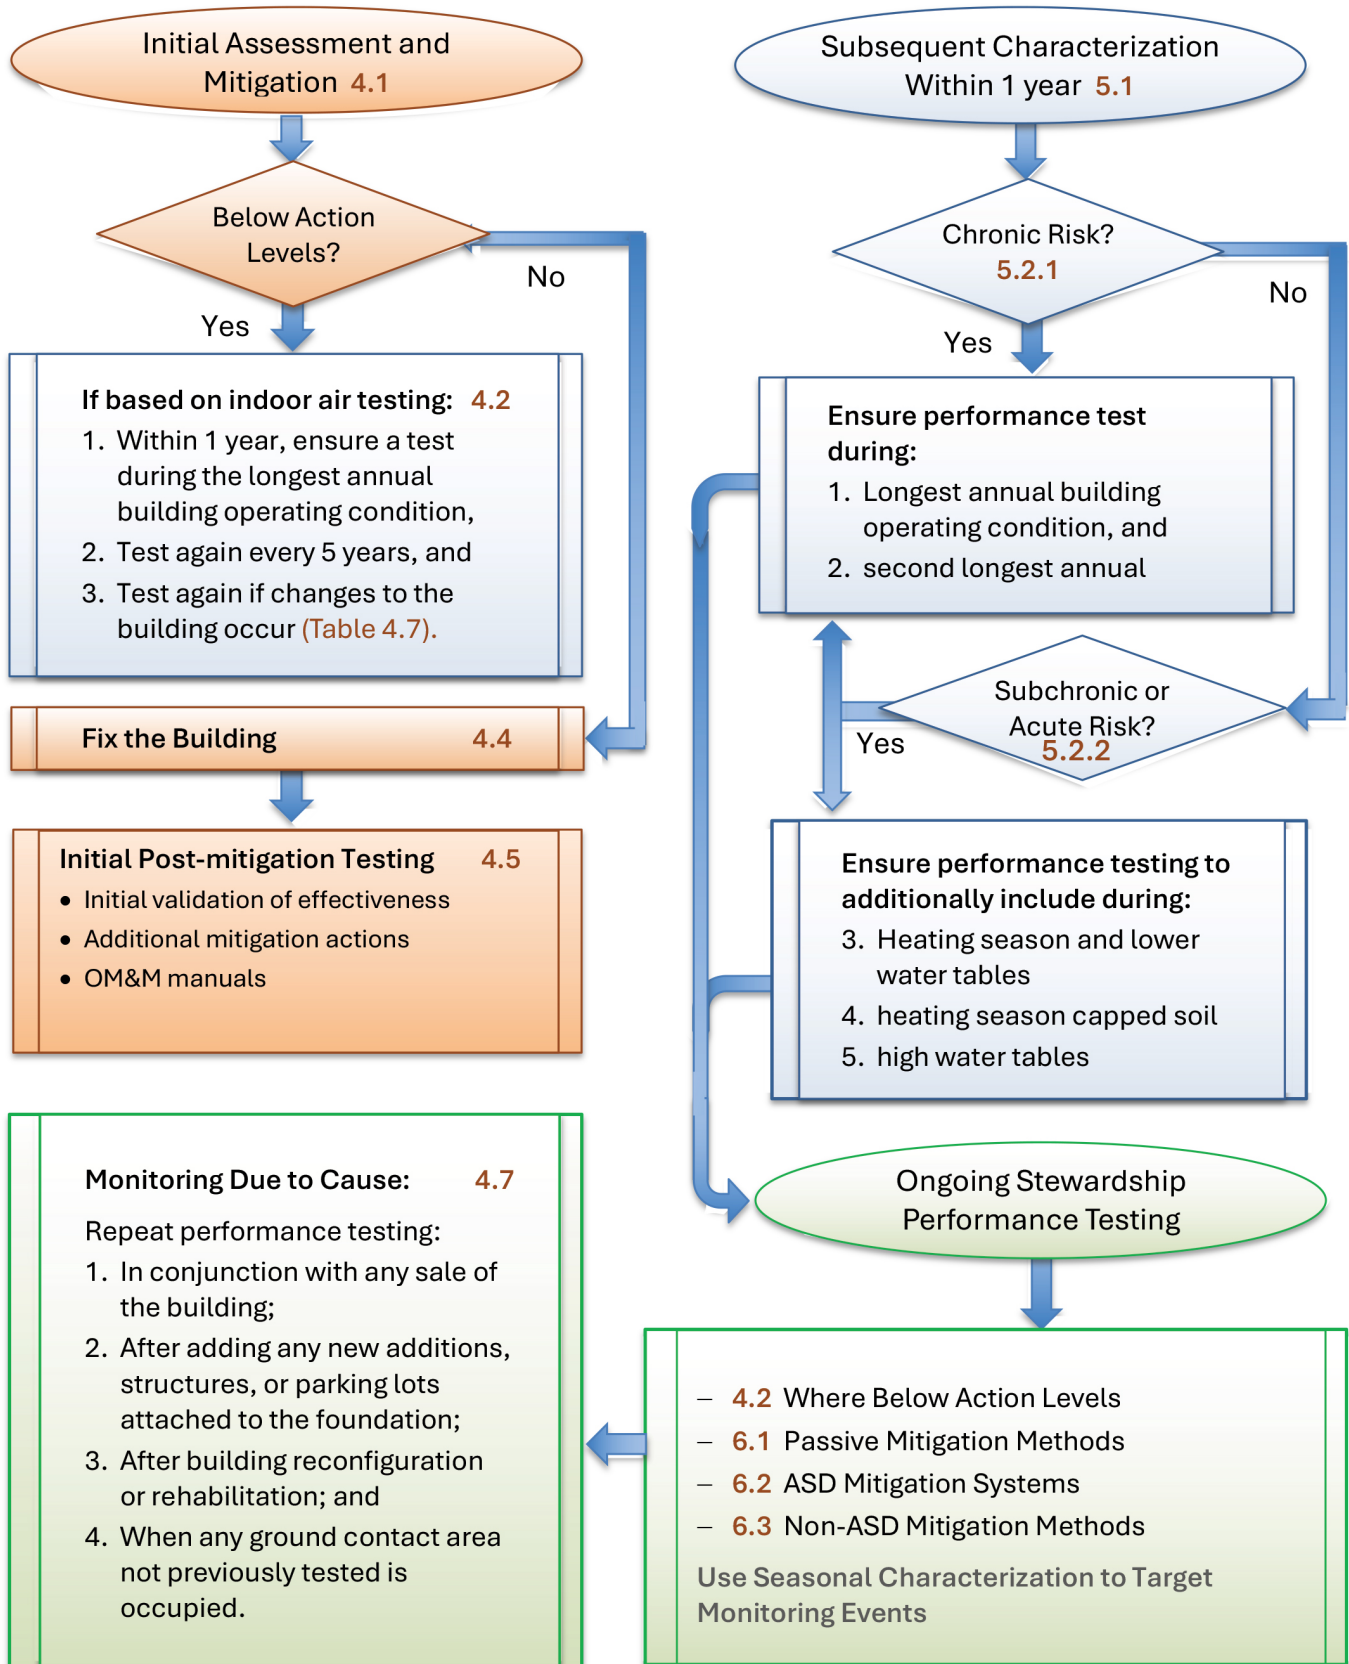 Initial Assessment and
Mitigation 4.1
Below Action
Levels?
No
Yes
If based on indoor air testing: 4.2
1. Within 1 year, ensure a test
during the longest annual
building operating condition,
2. Test again every 5 years, and
3. Test again if changes to the
building occur (Table 4.7).
Fix the Building 4.4
Initial Post-mitigation Testing 4.5
• Initial validation of effectiveness
• Additional mitigation actions
• OM&M manuals
Monitoring Due to Cause: 4.7
Repeat performance testing:
1. In conjunction with any sale of
the building;
2. After adding any new additions,
structures, or parking lots
attached to the foundation;
3. After building reconfiguration
or rehabilitation; and
4. When any ground contact area
not previously tested is
occupied.
Subsequent Characterization
Within 1 year 5.1
Chronic Risk?
5.2.1
No
Yes
Ensure performance test
during:
1. Longest annual building
operating condition, and
2. second longest annual
Subchronic or
Acute Risk?
5.2.2
Yes
Ensure performance testing to
additionally include during:
3. Heating season and lower
water tables
4. heating season capped soil
5. high water tables
Ongoing Stewardship
Performance Testing
– 4.2 Where Below Action Levels
– 6.1 Passive Mitigation Methods
– 6.2 ASD Mitigation Systems
– 6.3 Non-ASD Mitigation Methods
Use Seasonal Characterization to Target
Monitoring Events